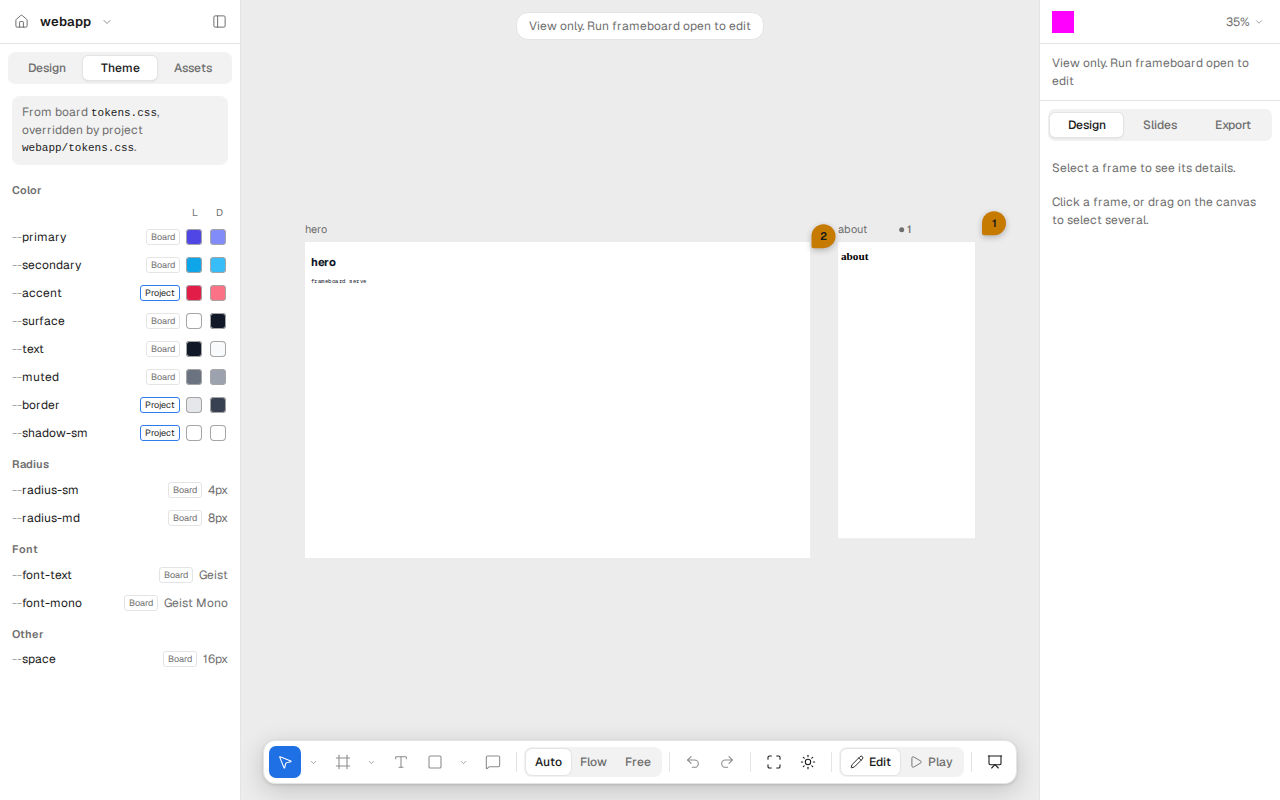 webapp
Design Theme Assets
From board tokens.css,
overridden by project
webapp/tokens.css.
Color
L D
--primary Board
--secondary Board
--accent Project
--surface Board
--text Board
--muted Board
--border Project
--shadow-sm Project
Radius
--radius-sm Board 4px
--radius-md Board 8px
Font
--font-text Board Geist
--font-mono Board Geist Mono
Other
--space Board 16px
View only. Run frameboard open to edit
hero
hero
frameboard serve
2
about 1
1
about
Auto Flow Free
Edit Play
35%
View only. Run frameboard open to
edit
Design Slides Export
Select a frame to see its details.
Click a frame, or drag on the canvas
to select several.